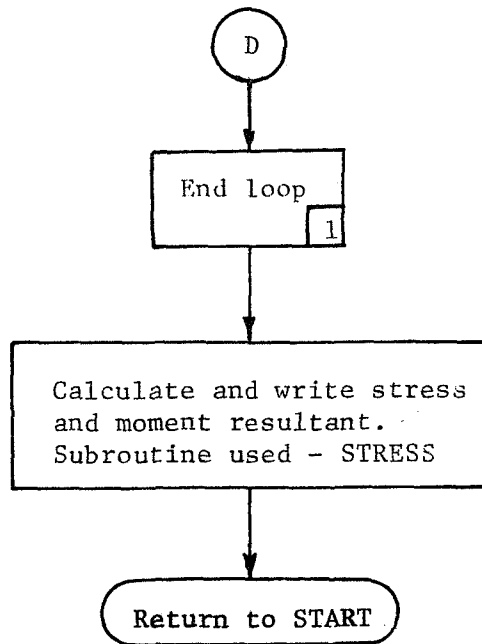 D
End loop
1
Calculate and write stress
and moment resultant.
Subroutine used - STRESS
Return to START